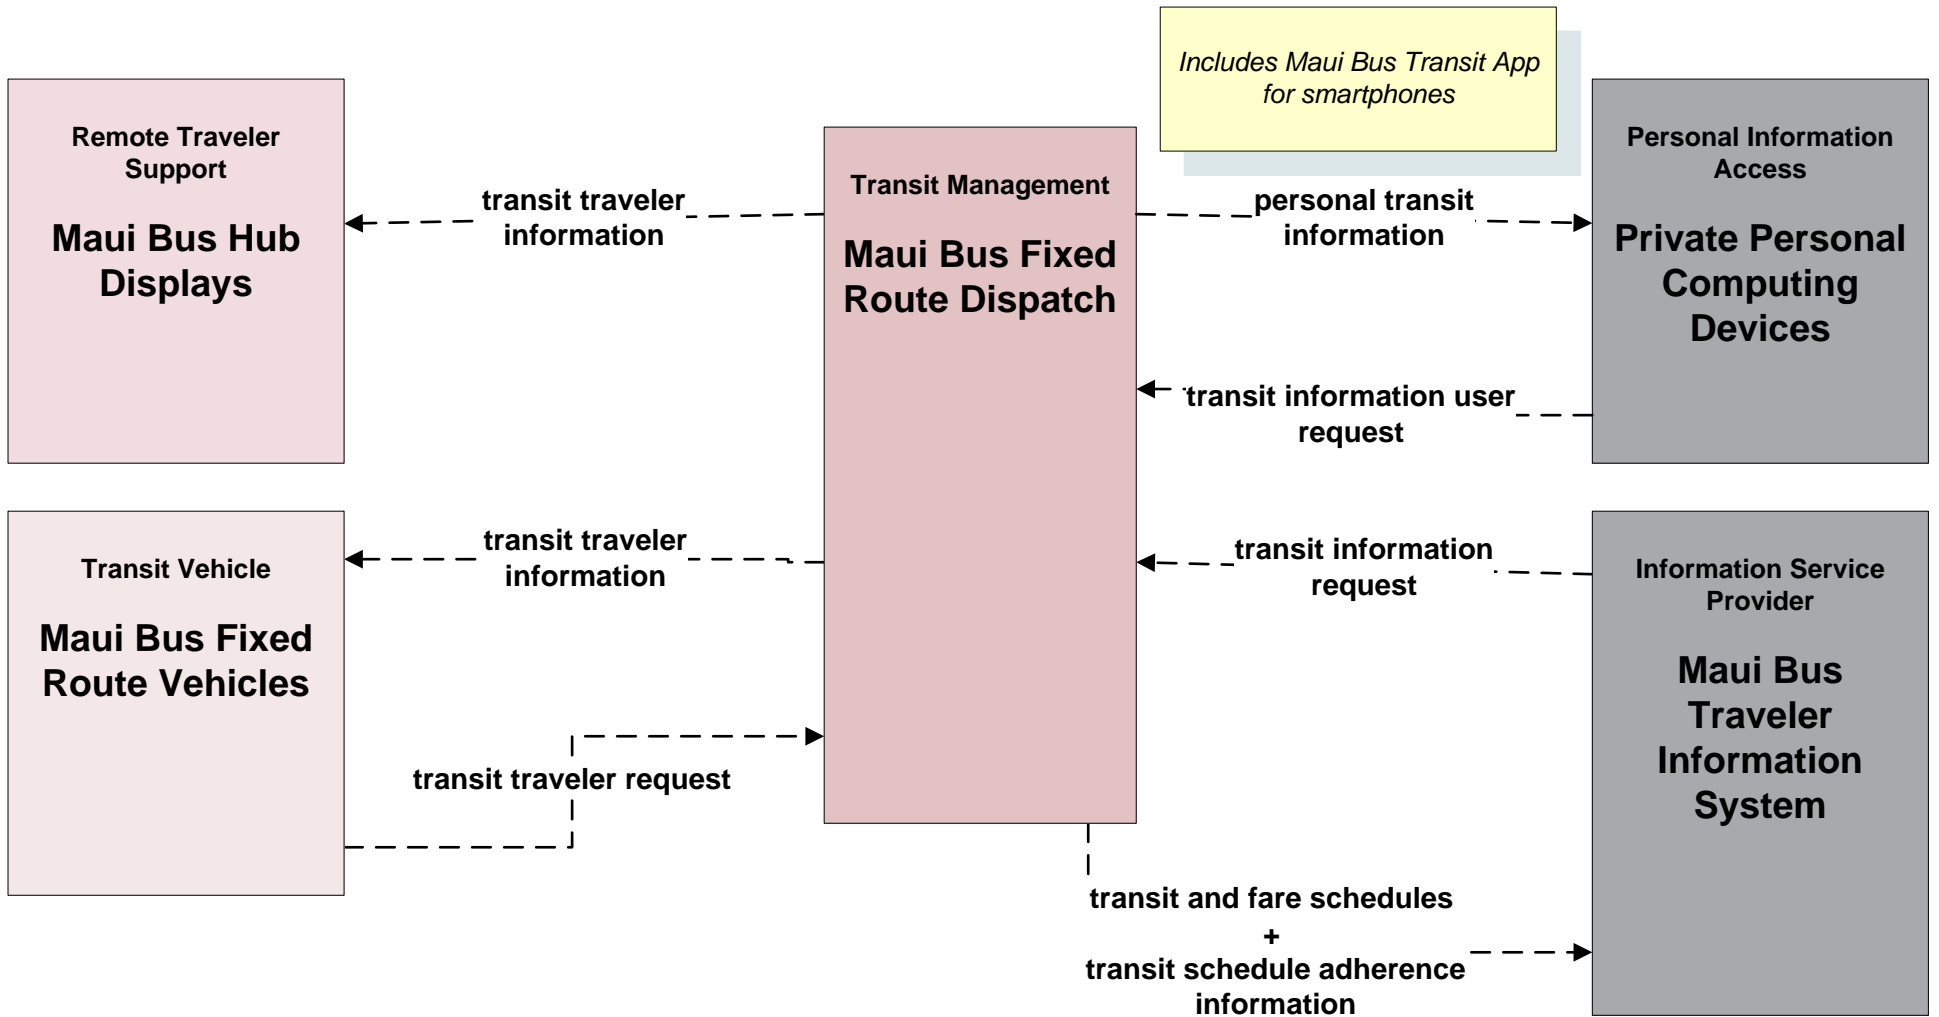 Includes Maui Bus Transit App
for smartphones
Remote Traveler
Support
Maui Bus Hub
Displays
transit traveler
information
Transit Management
Maui Bus Fixed
Route Dispatch
personal transit
information
Personal Information
Access
Private Personal
Computing
Devices
transit information user
request
Transit Vehicle
Maui Bus Fixed
Route Vehicles
transit traveler
information
transit information
request
Information Service
Provider
Maui Bus
Traveler
Information
System
transit traveler request
transit and fare schedules
+
transit schedule adherence
information